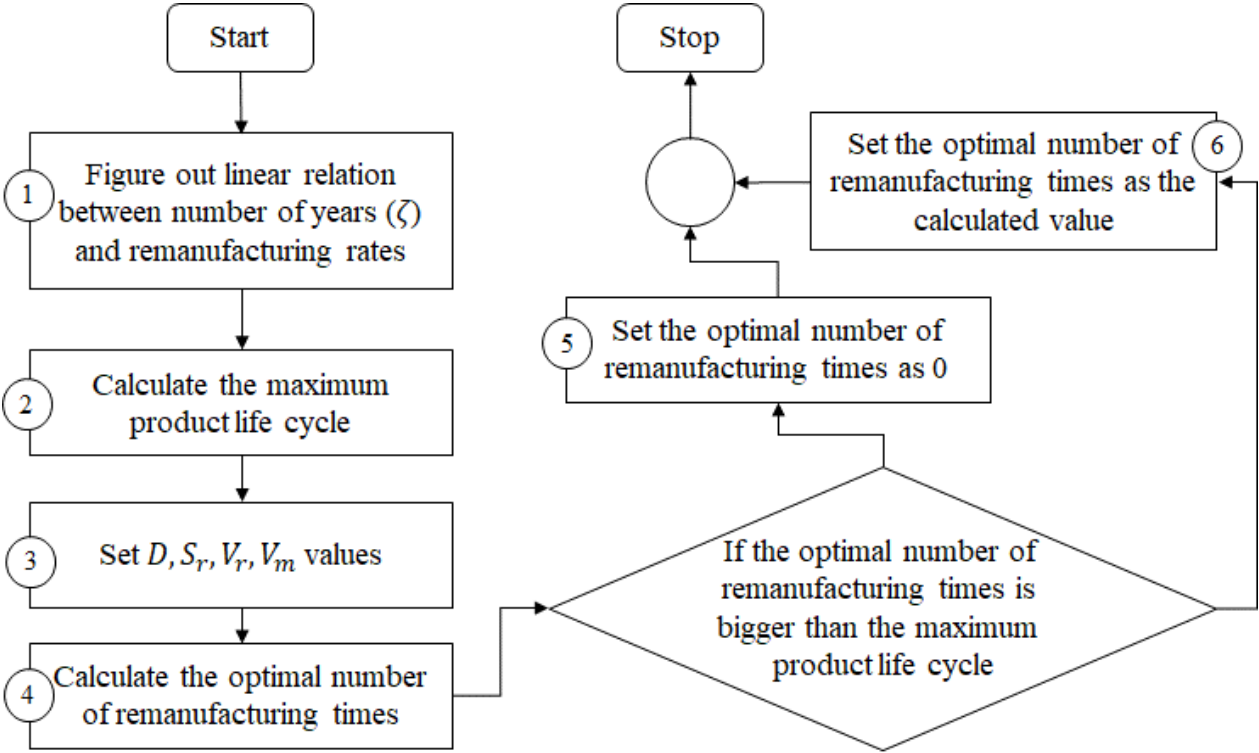 Start
1
Figure out linear relation
between number of years (ζ)
and remanufacturing rates
2
Calculate the maximum
product life cycle
3
Set D, Sᵣ, Vᵣ, Vₘ values
4
Calculate the optimal number
of remanufacturing times
If the optimal number of
remanufacturing times is
bigger than the maximum
product life cycle
5
Set the optimal number of
remanufacturing times as 0
6
Set the optimal number of
remanufacturing times as the
calculated value
Stop